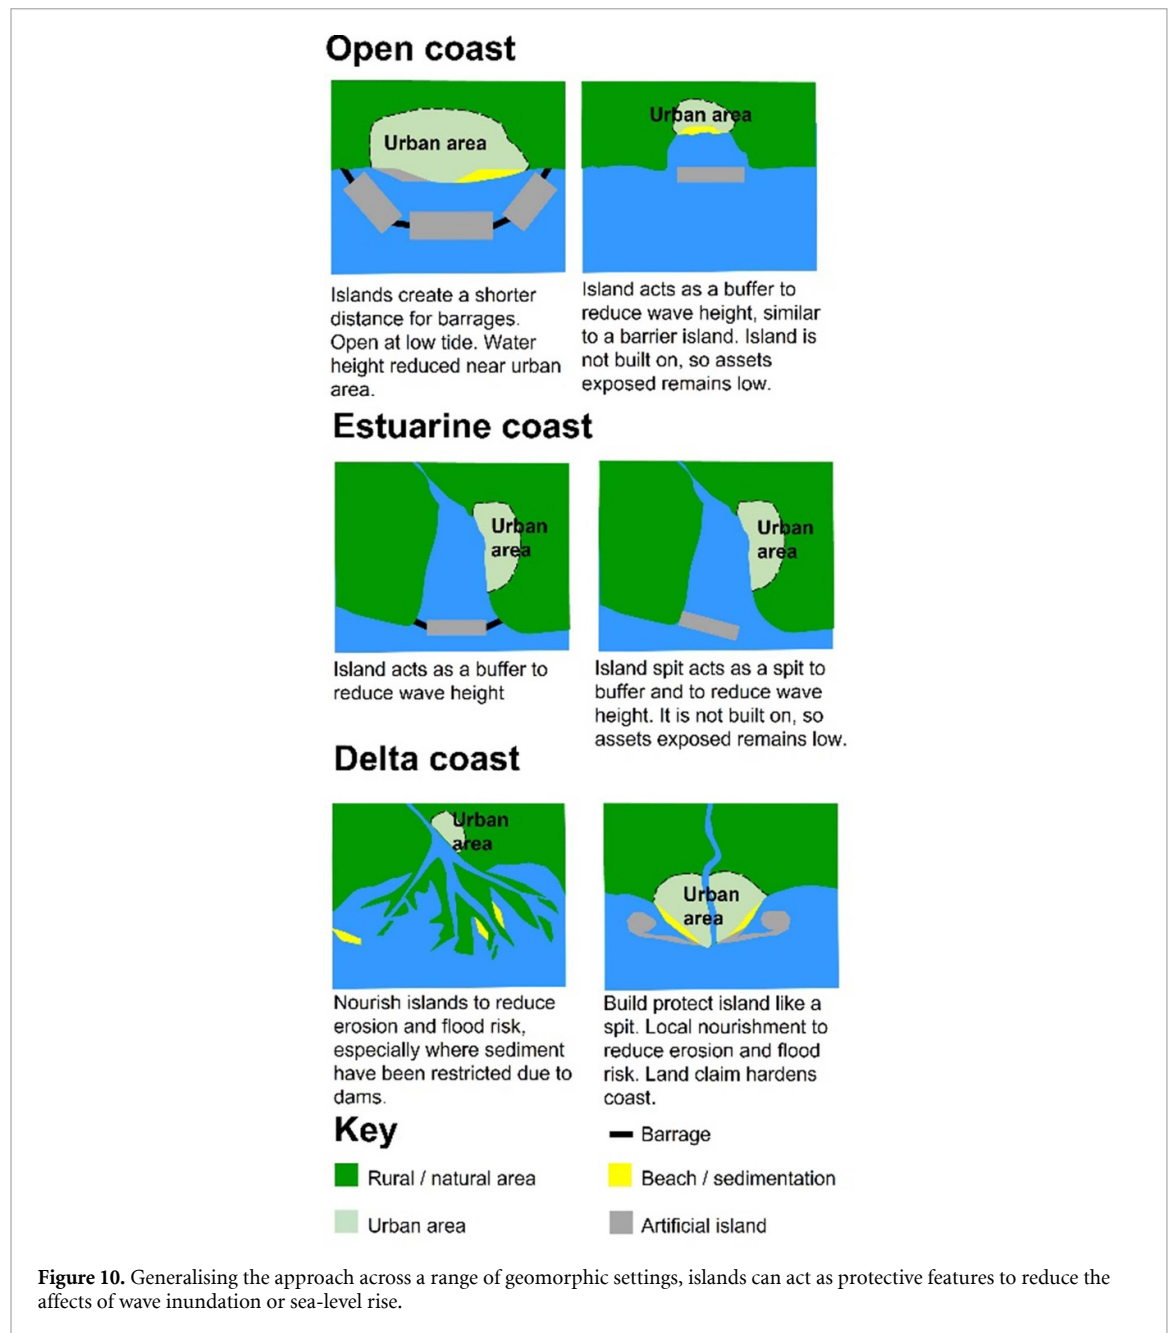 Open coast
Urban area
Urban area
Islands create a shorter
distance for barrages.
Open at low tide. Water
height reduced near urban
area.
Island acts as a buffer to
reduce wave height, similar
to a barrier island. Island is
not built on, so assets
exposed remains low.
Estuarine coast
Urban
area
Urban
area
Island acts as a buffer to
reduce wave height
Island spit acts as a spit to
buffer and to reduce wave
height. It is not built on, so
assets exposed remains low.
Delta coast
Urban
area
Urban
area
Nourish islands to reduce
erosion and flood risk,
especially where sediment
have been restricted due to
dams.
Build protect island like a
spit. Local nourishment to
reduce erosion and flood
risk. Land claim hardens
coast.
Key
Barrage
Rural / natural area
Beach / sedimentation
Urban area
Artificial island
Figure 10. Generalising the approach across a range of geomorphic settings, islands can act as protective features to reduce the
affects of wave inundation or sea-level rise.